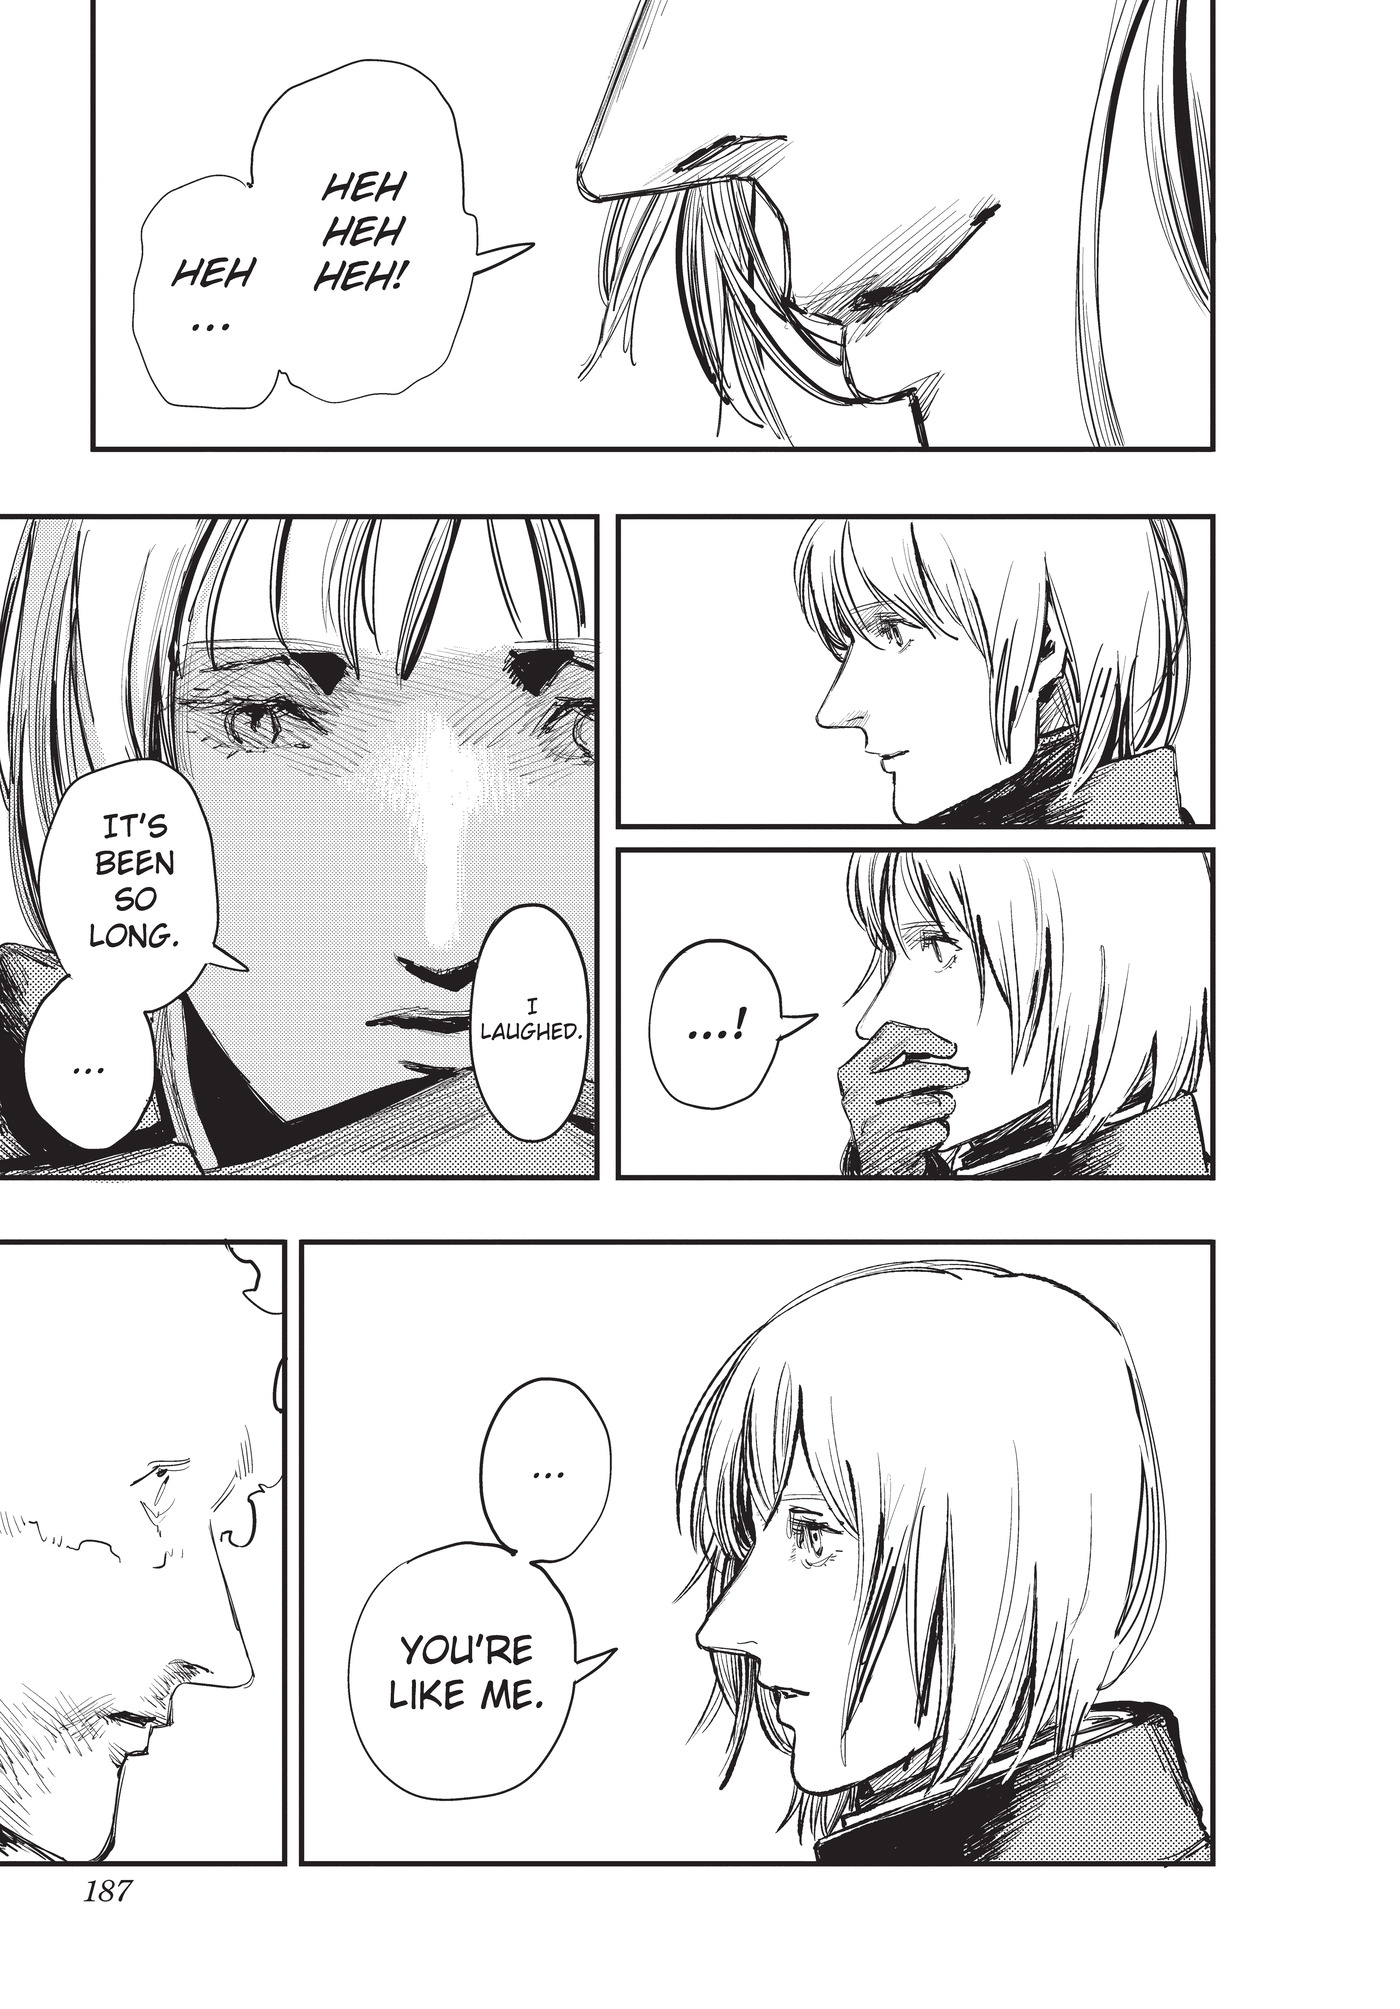 HEH
HEH
HEH!
HEH
...
...!
I
LAUGHED.
IT'S
BEEN
SO
LONG.
...
...
YOU'RE
LIKE ME.
187